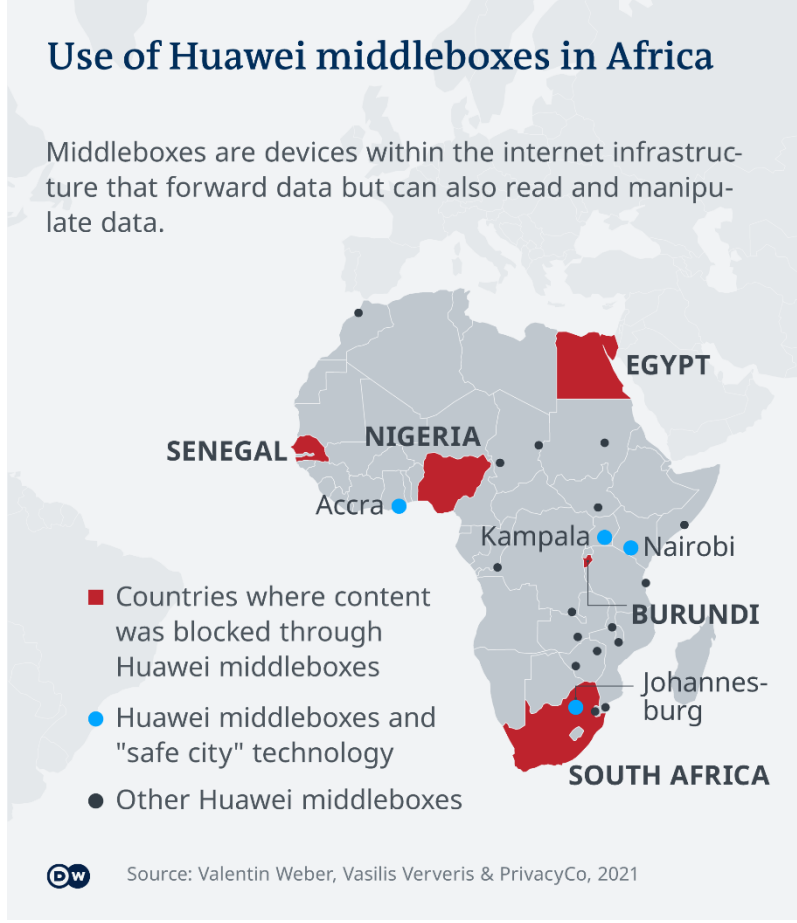 Use of Huawei middleboxes in Africa
Middleboxes are devices within the internet infrastruc-
ture that forward data but can also read and manipu-
late data.
EGYPT
NIGERIA
SENEGAL
Accra
Kampala
Nairobi
BURUNDI
Johannes-
burg
SOUTH AFRICA
Countries where content
was blocked through
Huawei middleboxes
Huawei middleboxes and
"safe city" technology
Other Huawei middleboxes
DW
Source: Valentin Weber, Vasilis Ververis & PrivacyCo, 2021